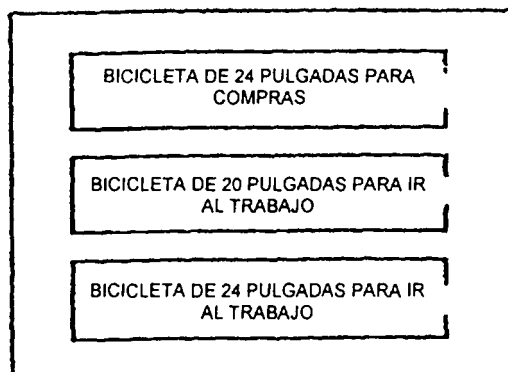 BICICLETA DE 24 PULGADAS PARA
COMPRAS
BICICLETA DE 20 PULGADAS PARA IR
AL TRABAJO
BICICLETA DE 24 PULGADAS PARA IR
AL TRABAJO